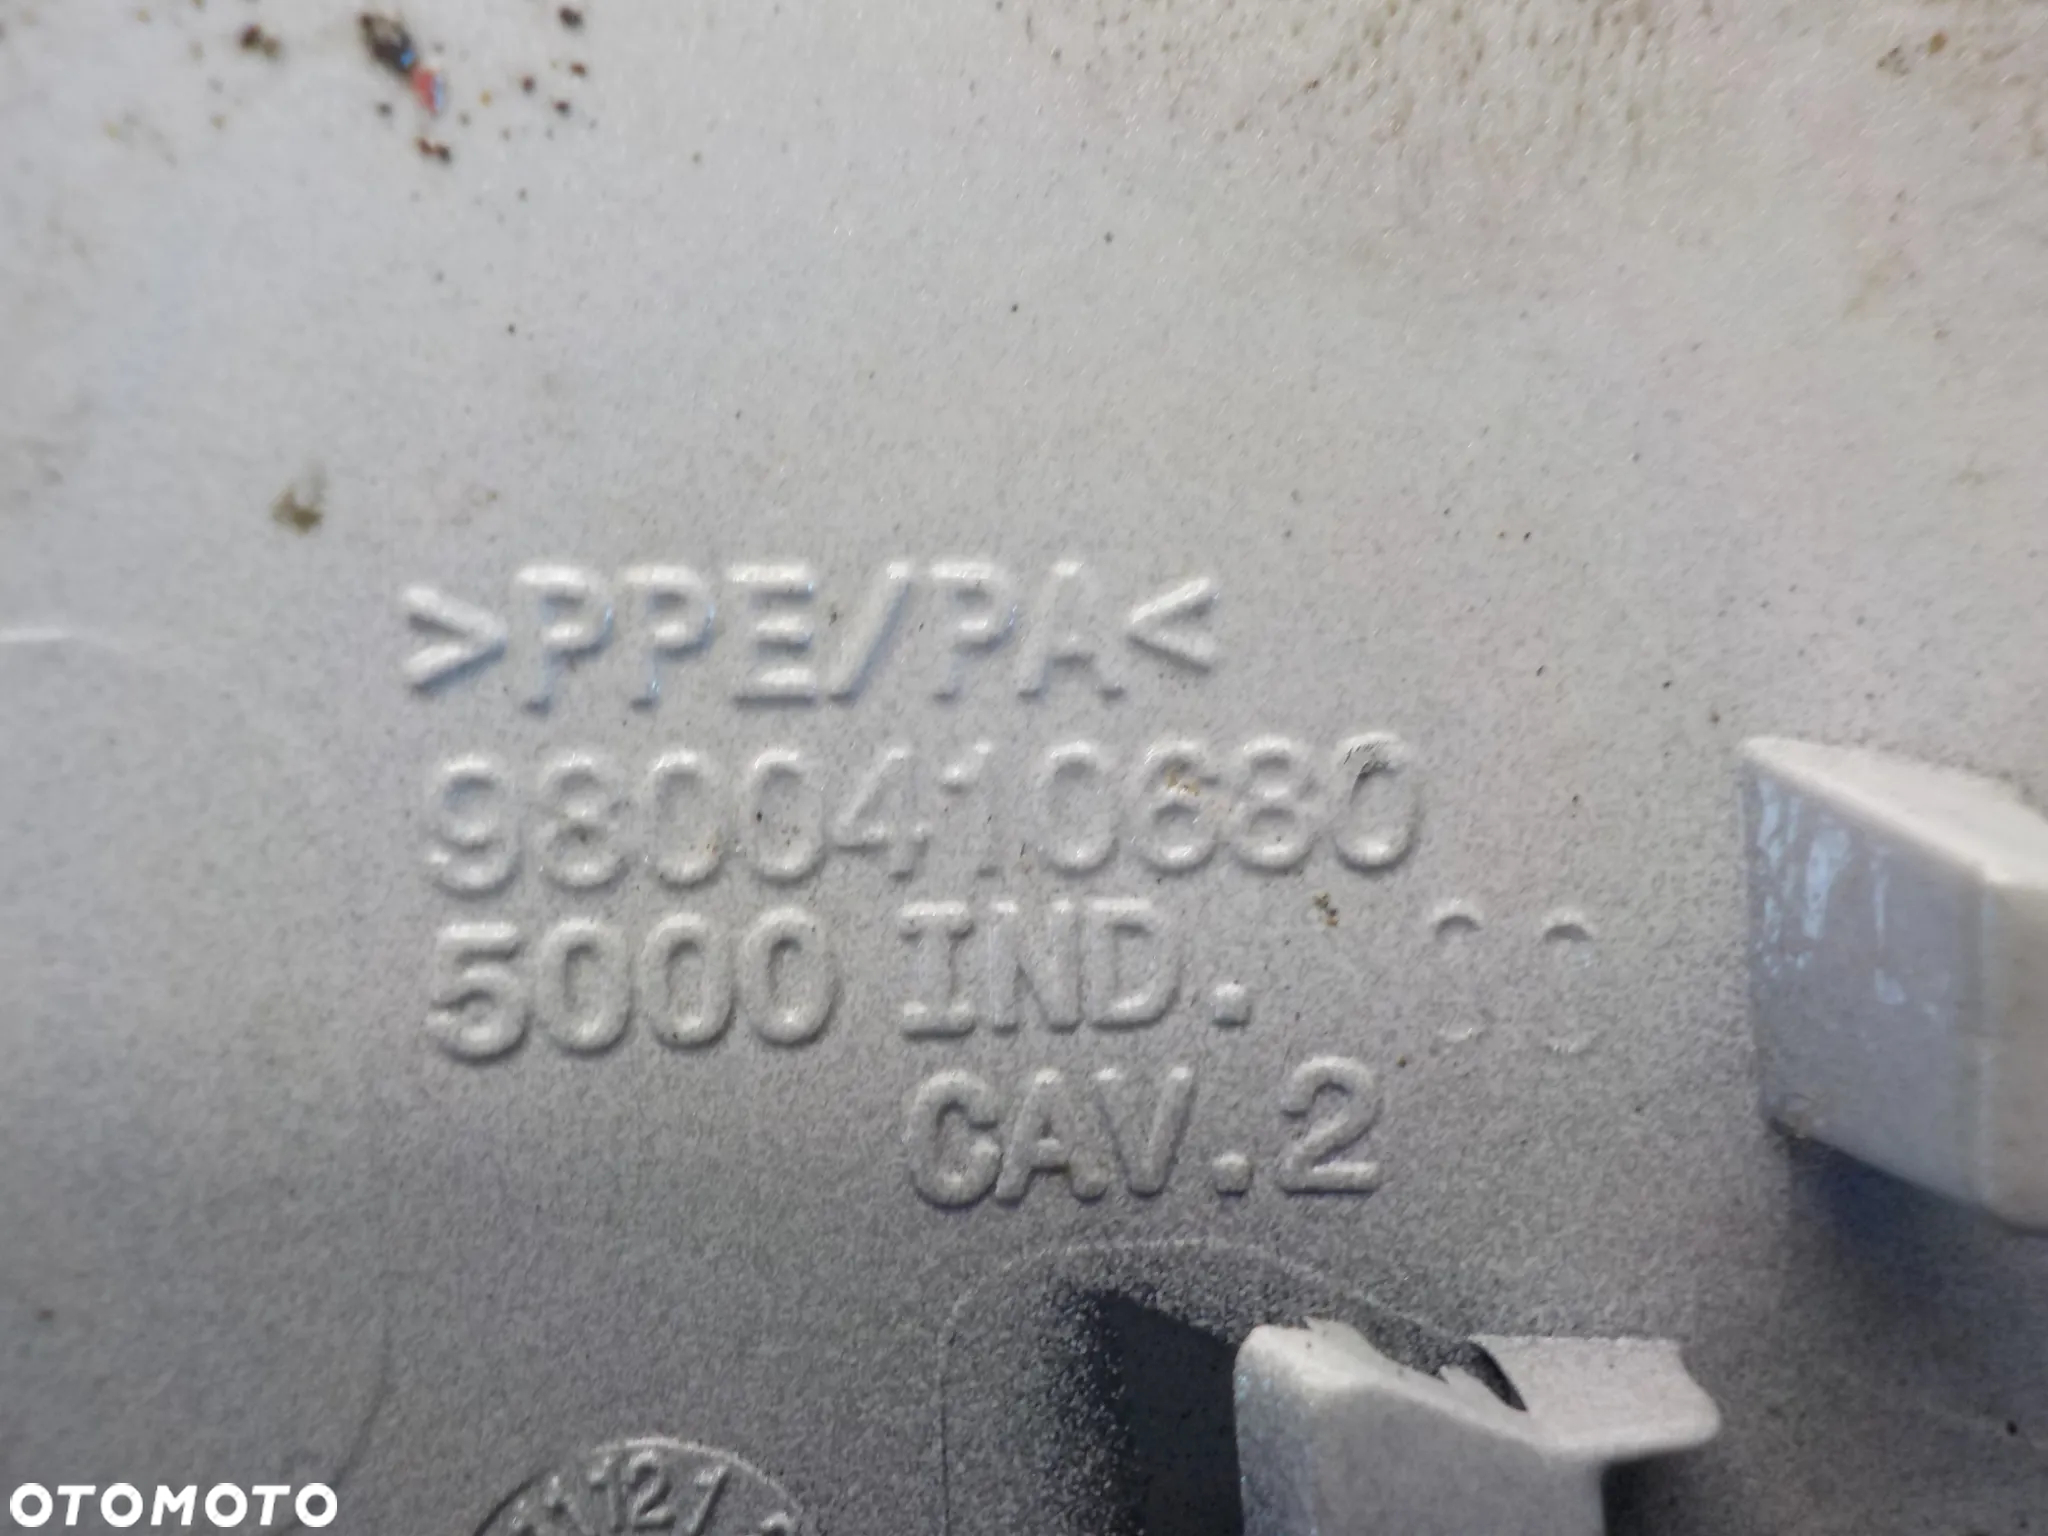 >PPE/PA<
9800410680
5000 IND.
CAV.2
OTOMOTO